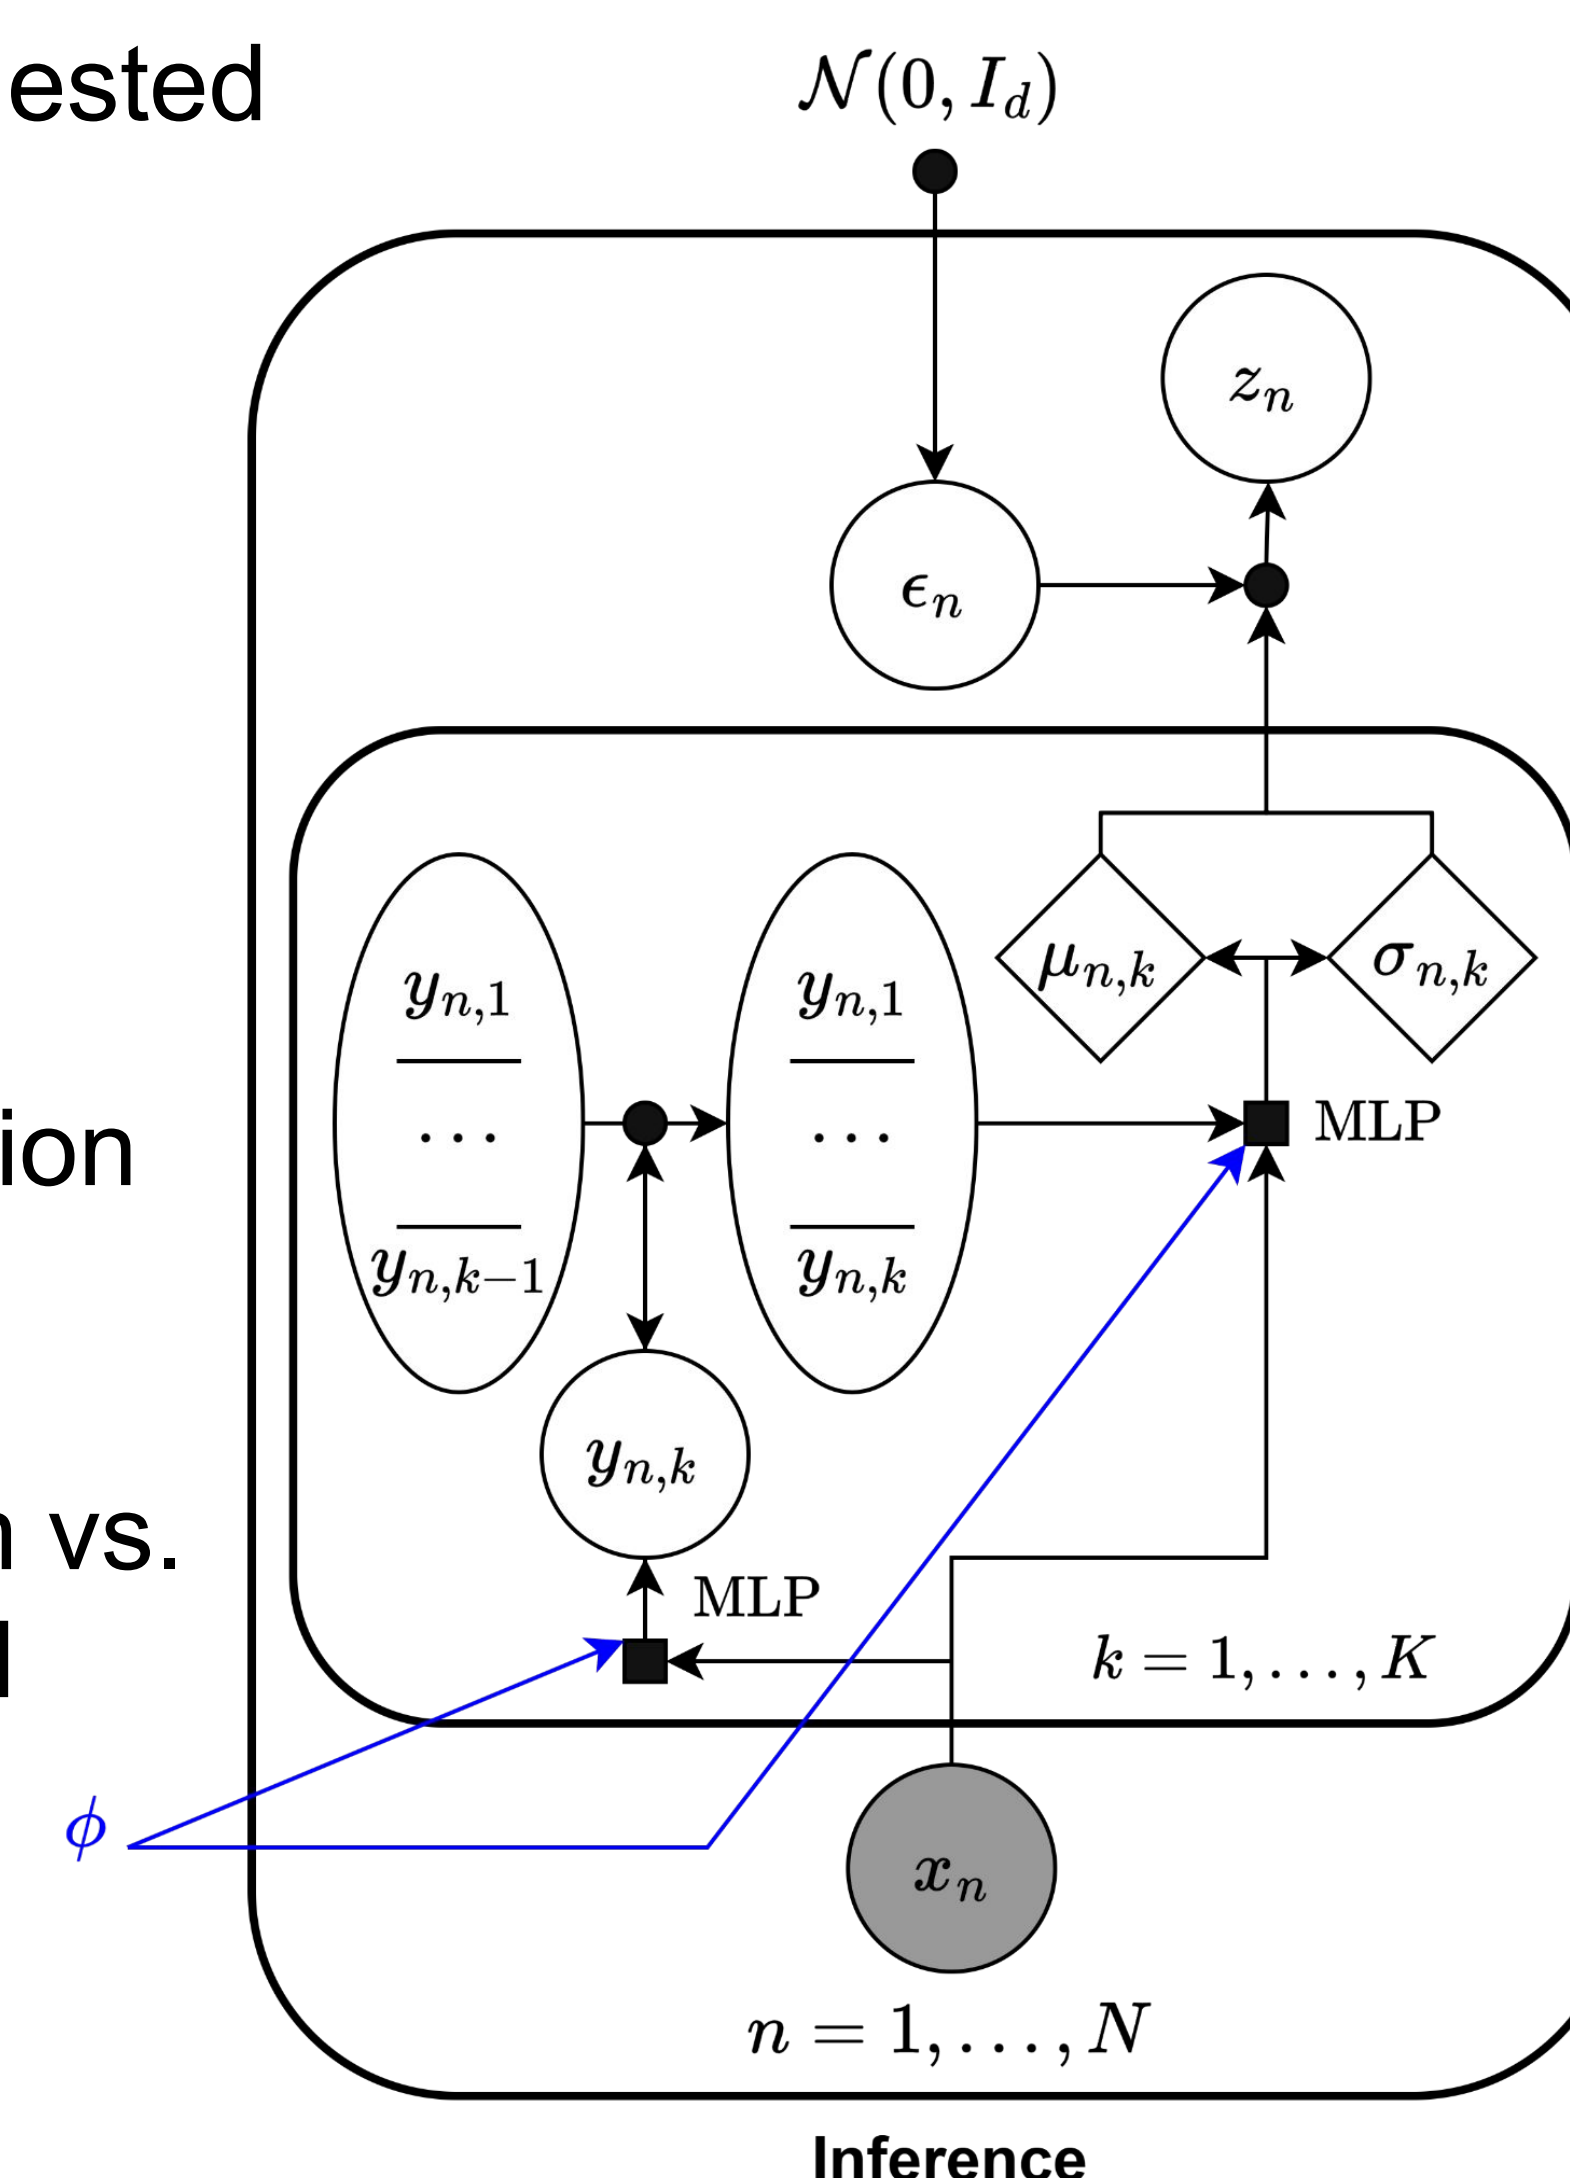 ested
𝒩(0, I_d)
z_n
ϵ_n
μ_{n,k}
σ_{n,k}
y_{n,1}
...
y_{n,k−1}
y_{n,1}
...
y_{n,k}
MLP
ion
y_{n,k}
n vs.
MLP
k = 1, ..., K
ϕ
x_n
n = 1, ..., N
Inference